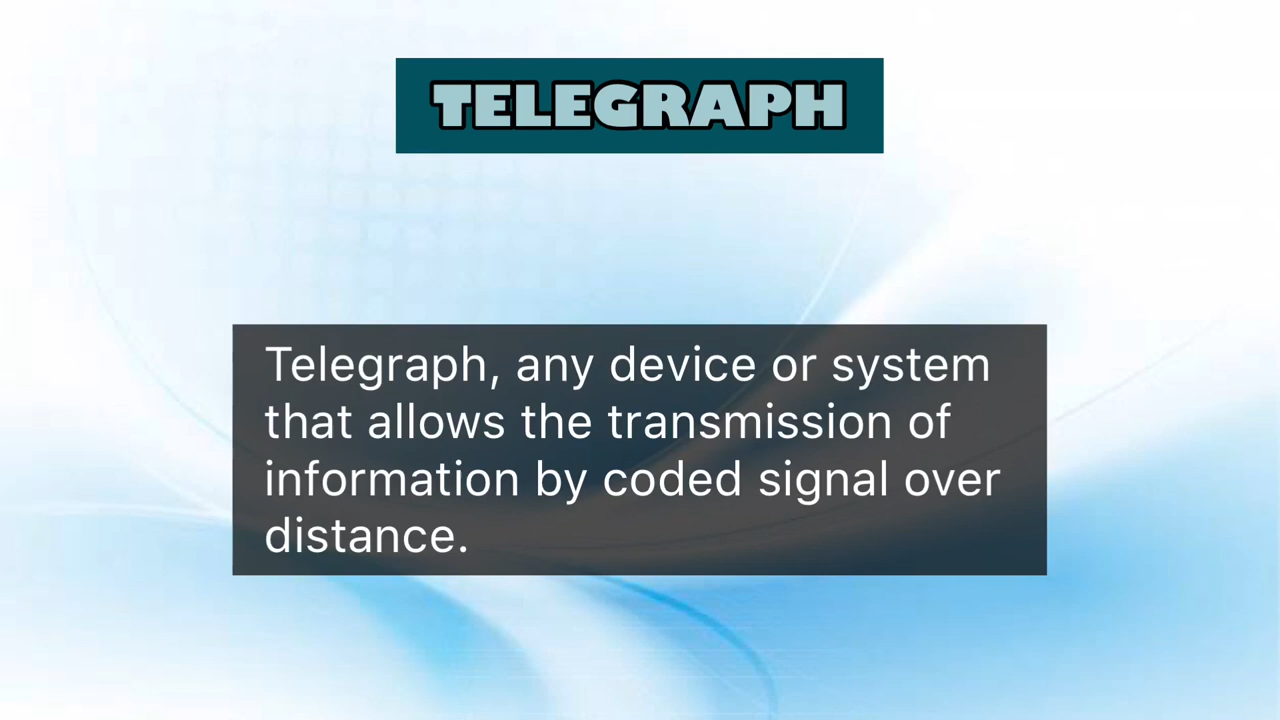 TELEGRAPH
Telegraph, any device or system
that allows the transmission of
information by coded signal over
distance.